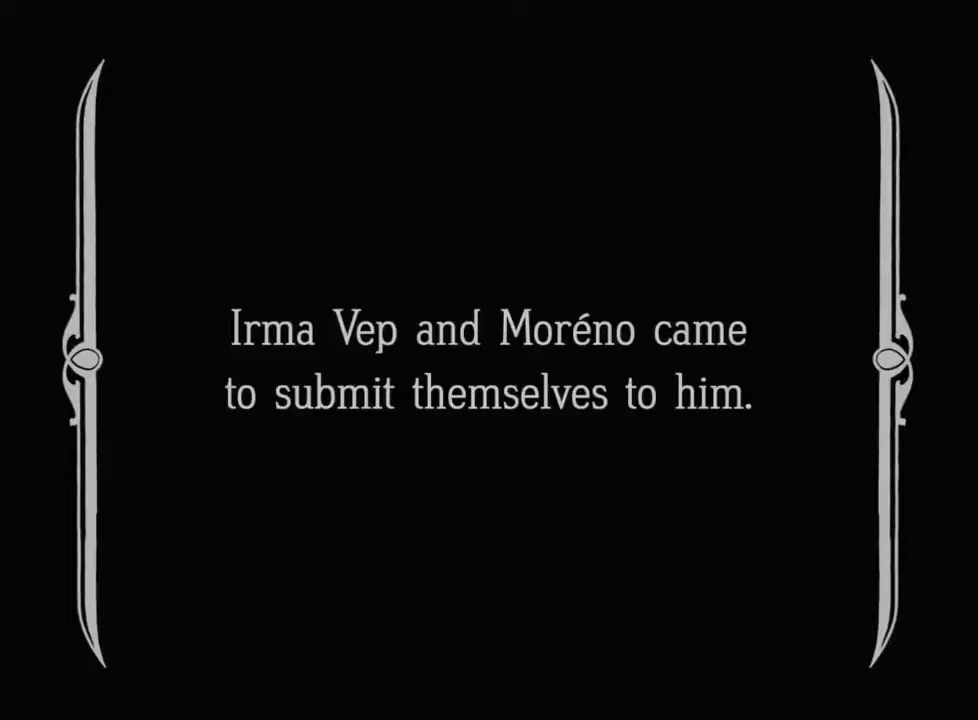 Irma Vep and Moréno came
to submit themselves to him.